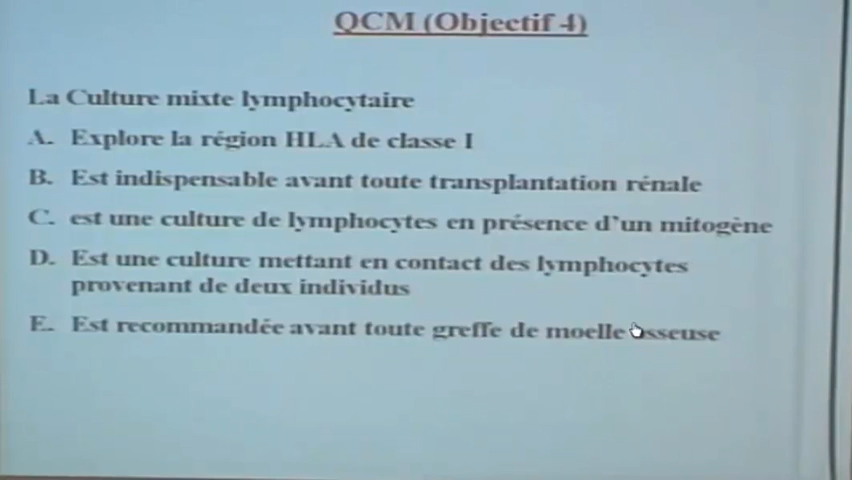 QCM (Objectif 4)
La Culture mixte lymphocytaire
A. Explore la région HLA de classe I
B. Est indispensable avant toute transplantation rénale
C. est une culture de lymphocytes en présence d'un mitogène
D. Est une culture mettant en contact des lymphocytes
provenant de deux individus
E. Est recommandée avant toute greffe de moelle osseuse